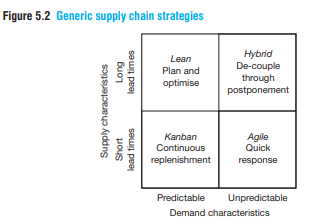 Figure 5.2 Generic supply chain strategies
Supply characteristics
Long
lead times
Short
lead times
Lean
Plan and
optimise
Hybrid
De-couple
through
postponement
Kanban
Continuous
replenishment
Agile
Quick
response
Predictable
Unpredictable
Demand characteristics